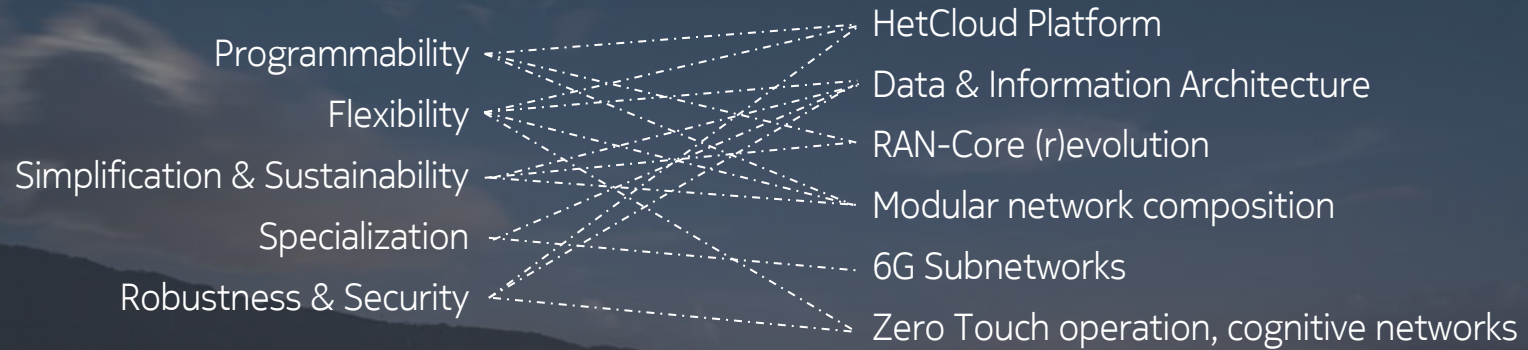 Programmability
Flexibility
Simplification & Sustainability
Specialization
Robustness & Security
HetCloud Platform
Data & Information Architecture
RAN-Core (r)evolution
Modular network composition
6G Subnetworks
Zero Touch operation, cognitive networks